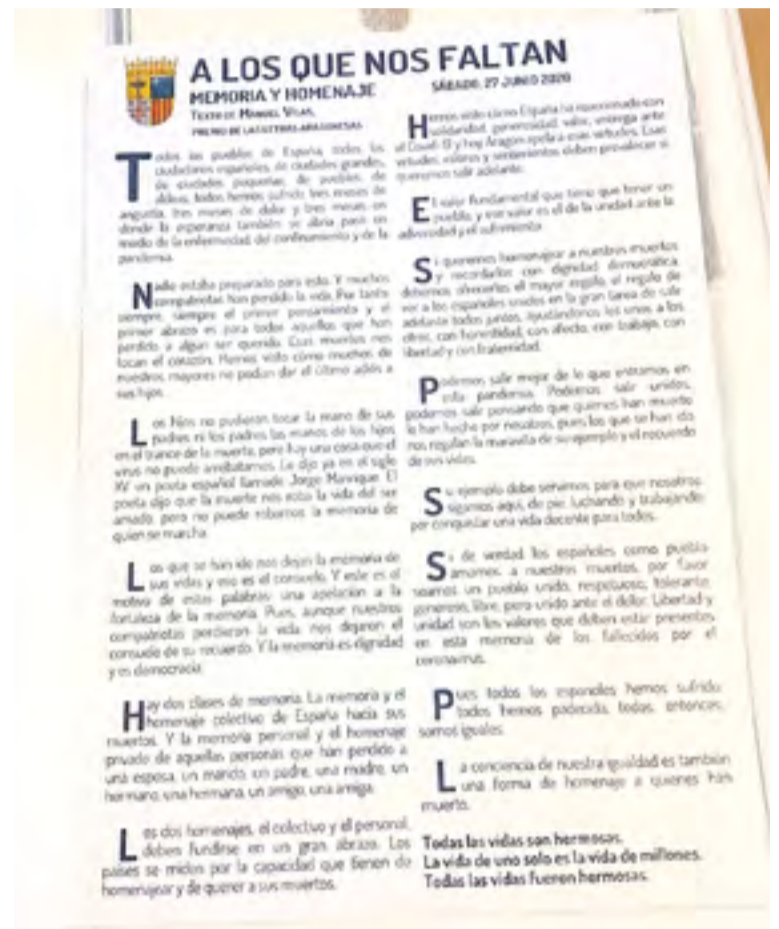 A LOS QUE NOS FALTAN
MEMORIA Y HOMENAJE
SÁBADO, 27 JUNIO 2020
TEXTO DE MANUEL VILAS,
PREMIO DE LAS LETRAS ARAGONESAS
Todos los pueblos de España, todos los
ciudadanos españoles, de ciudades grandes,
de ciudades pequeñas, de pueblos, de
aldeas, todos hemos sufrido tres meses de
angustia, tres meses de dolor y tres meses en
donde la esperanza también se abría paso en
medio de la enfermedad, del confinamiento y de la
pandemia.
Nadie estaba preparado para esto. Y muchos
compatriotas han perdido la vida. Por tanto
siempre, siempre el primer pensamiento y el
primer abrazo es para todos aquellos que han
perdido a algún ser querido. Esas muertes nos
tocan el corazón. Hemos visto cómo muchos de
nuestros mayores no podían dar el último adiós a
sus hijos.
Los hijos no pudieron tocar la mano de sus
padres ni los padres las manos de los hijos
en el trance de la muerte, pero hay una cosa que el
virus no puede arrebatarnos. Lo dijo ya en el siglo
XV un poeta español llamado Jorge Manrique. El
poeta dijo que la muerte nos roba la vida del ser
amado, pero no puede robarnos la memoria de
quien se marcha.
Los que se han ido nos dejan la memoria de
sus vidas y eso es el consuelo. Y este es el
motivo de estas palabras: una apelación a la
fortaleza de la memoria. Pues, aunque nuestros
compatriotas perdieron la vida nos dejaron el
consuelo de su recuerdo. Y la memoria es dignidad
y es democracia.
Hay dos clases de memoria. La memoria y el
homenaje colectivo de España hacia sus
muertos. Y la memoria personal y el homenaje
privado de aquellas personas que han perdido a
una esposa, un marido, un padre, una madre, un
hermano, una hermana, un amigo, una amiga.
Los dos homenajes, el colectivo y el personal,
deben fundirse en un gran abrazo. Los
países se miden por la capacidad que tienen de
homenajear y de querer a sus muertos.
Hemos visto cómo España ha reaccionado con
solidaridad, generosidad, valor, entrega ante
el Covid-19 y hoy Aragón apela a esas virtudes. Esas
virtudes, valores y sentimientos deben prevalecer si
queremos salir adelante.
El valor fundamental que tiene que tener un
pueblo, y ese valor es el de la unidad ante la
adversidad y el sufrimiento.
Si queremos homenajear a nuestros muertos
y recordarlos con dignidad democrática,
debemos ofrecerles el mayor regalo, el regalo de
ver a los españoles unidos en la gran tarea de salir
adelante todos juntos, ayudándonos los unos a los
otros, con honestidad, con afecto, con trabajo, con
libertad y con fraternidad.
Podemos salir mejor de lo que entramos en
esta pandemia. Podemos salir unidos,
podemos salir pensando que quienes han muerto
lo han hecho por nosotros, pues los que se han ido
nos regalan la maravilla de su ejemplo y el recuerdo
de sus vidas.
Su ejemplo debe servirnos para que nosotros
sigamos aquí, de pie, luchando y trabajando
por conquistar una vida decente para todos.
Si de verdad los españoles como pueblo
amamos a nuestros muertos, por favor
seamos un pueblo unido, respetuoso, tolerante,
generoso, libre, pero unido ante el dolor. Libertad y
unidad son los valores que deben estar presentes
en esta memoria de los fallecidos por el
coronavirus.
Pues todos los españoles hemos sufrido,
todos hemos padecido, todos, entonces,
somos iguales.
La conciencia de nuestra igualdad es también
una forma de homenaje a quienes han
muerto.
Todas las vidas son hermosas.
La vida de uno solo es la vida de millones.
Todas las vidas fueron hermosas.